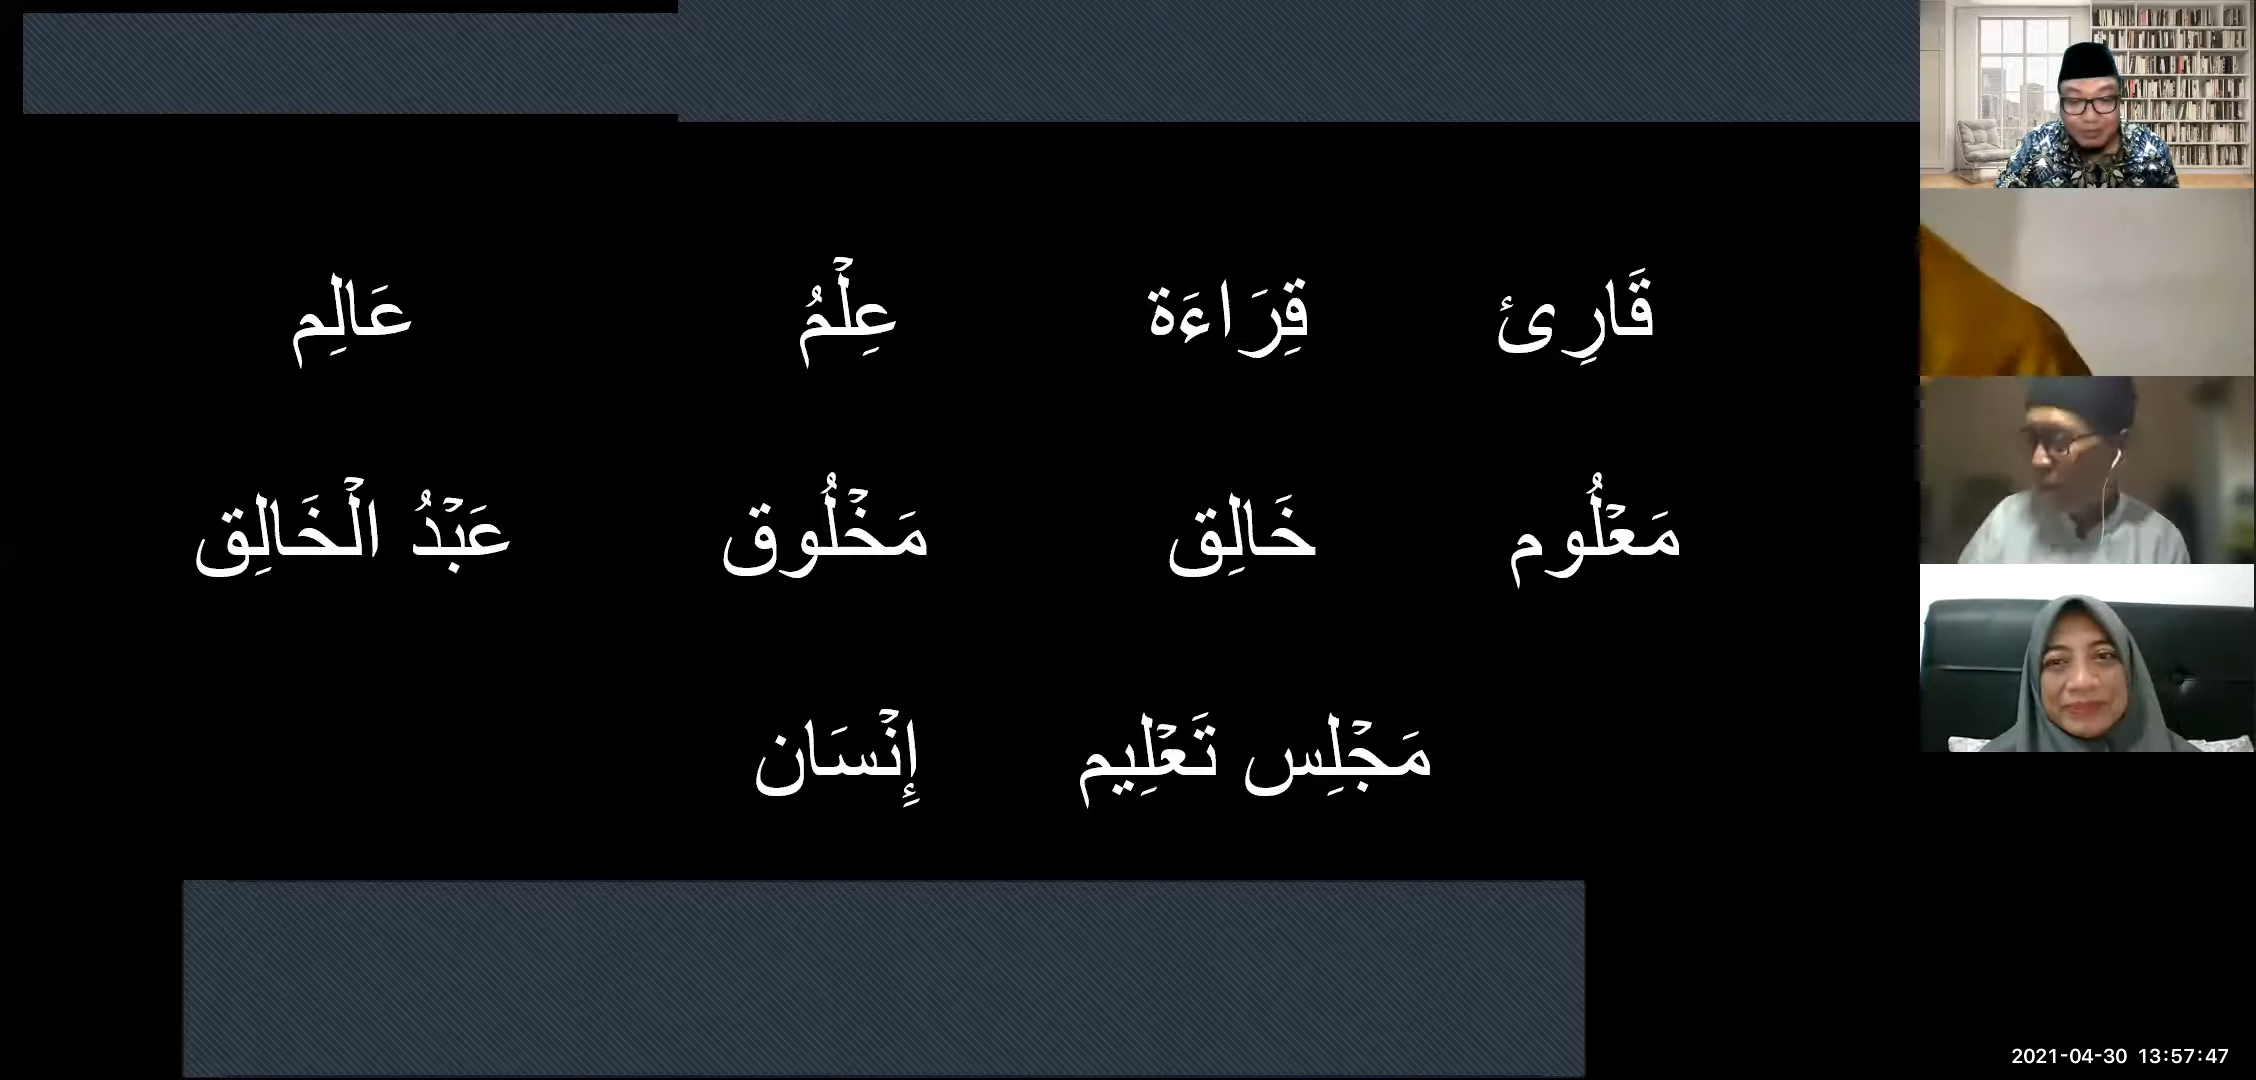 قَارِئ قِرَاءَة عِلْمُ عَالِم
مَعْلُوم خَالِق مَخْلُوق عَبْدُ الْخَالِق
مَجْلِس تَعْلِيم إِنْسَان
2021-04-30 13:57:47